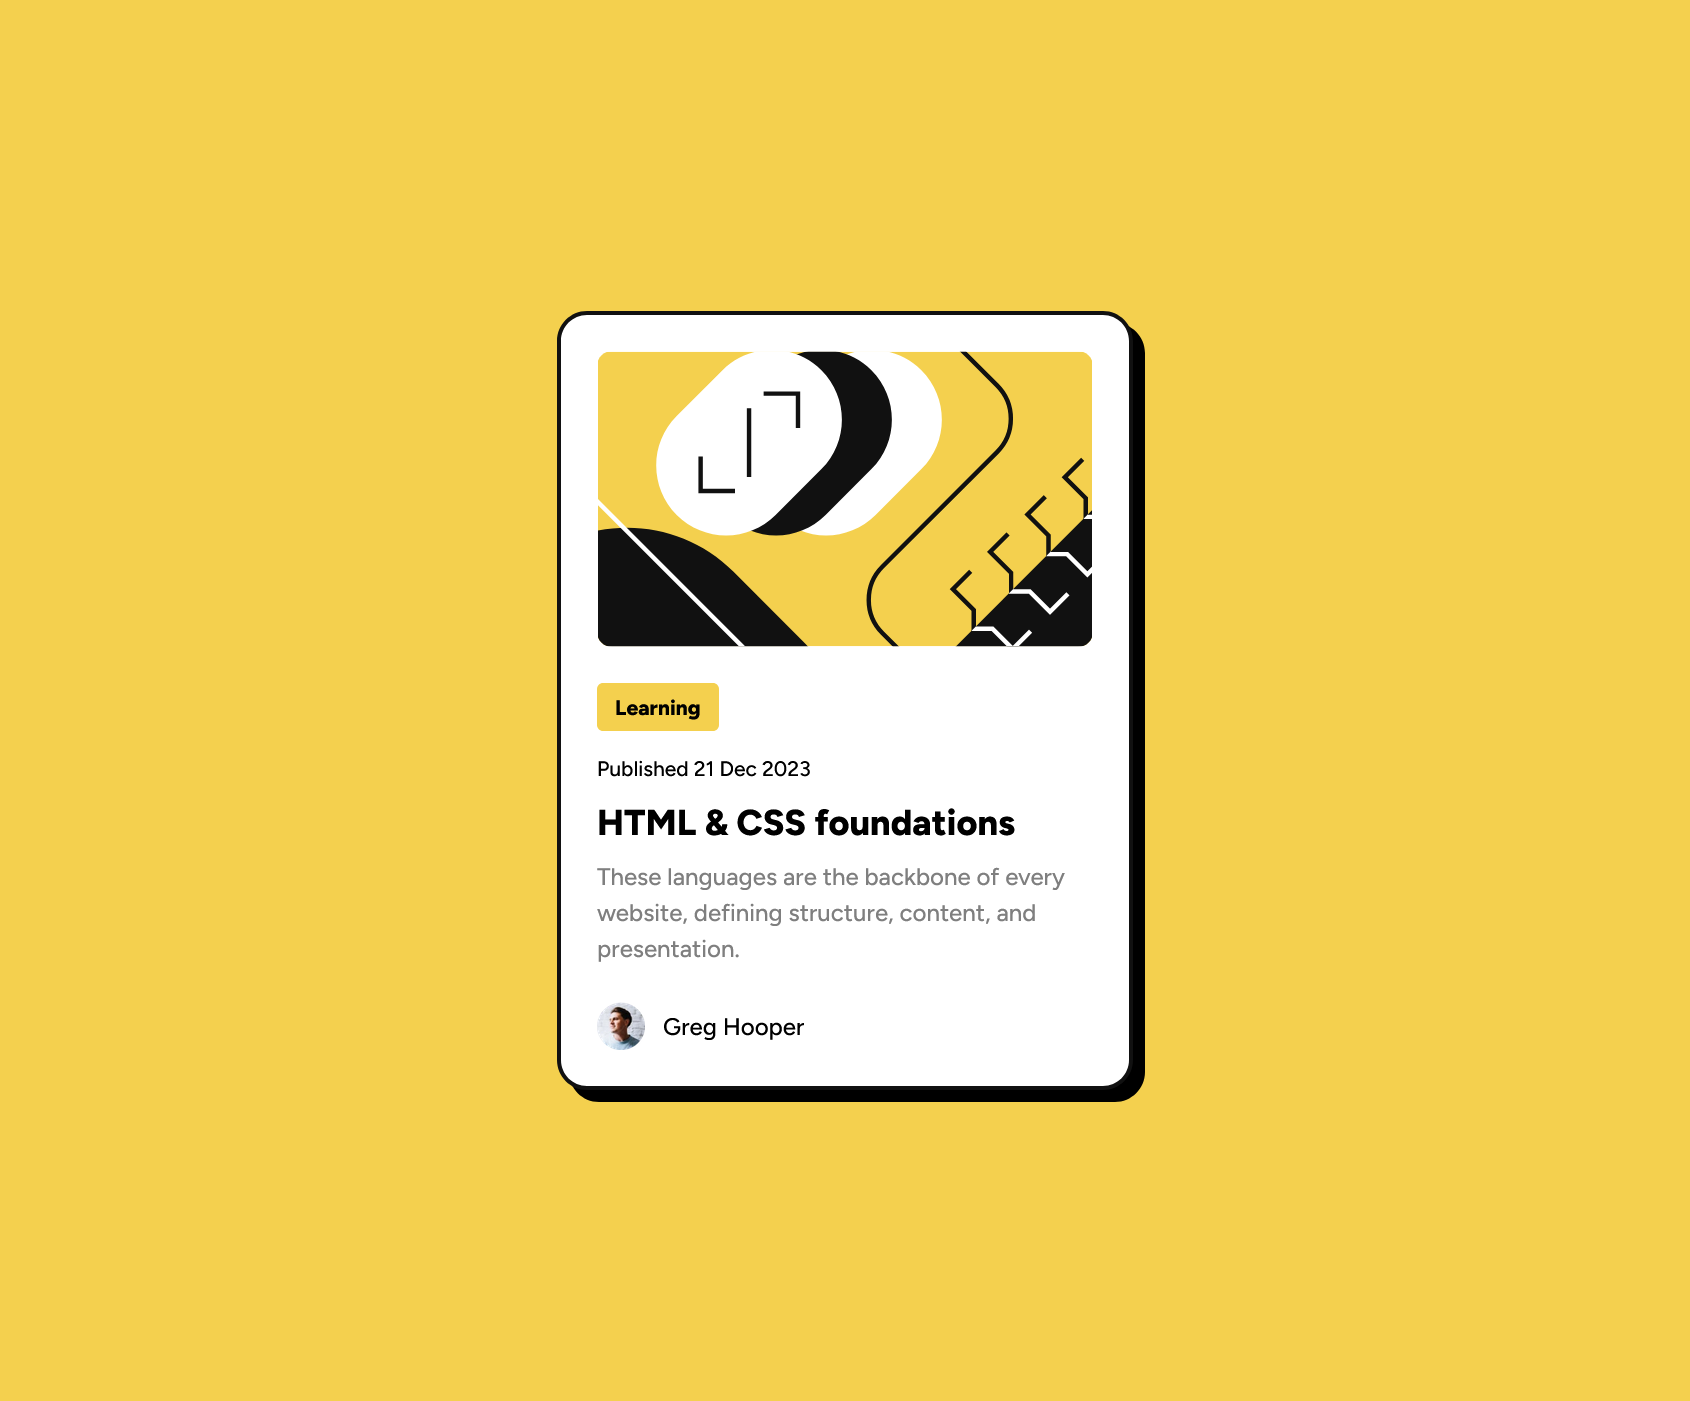 Learning
Published 21 Dec 2023
HTML & CSS foundations
These languages are the backbone of every
website, defining structure, content, and
presentation.
Greg Hooper